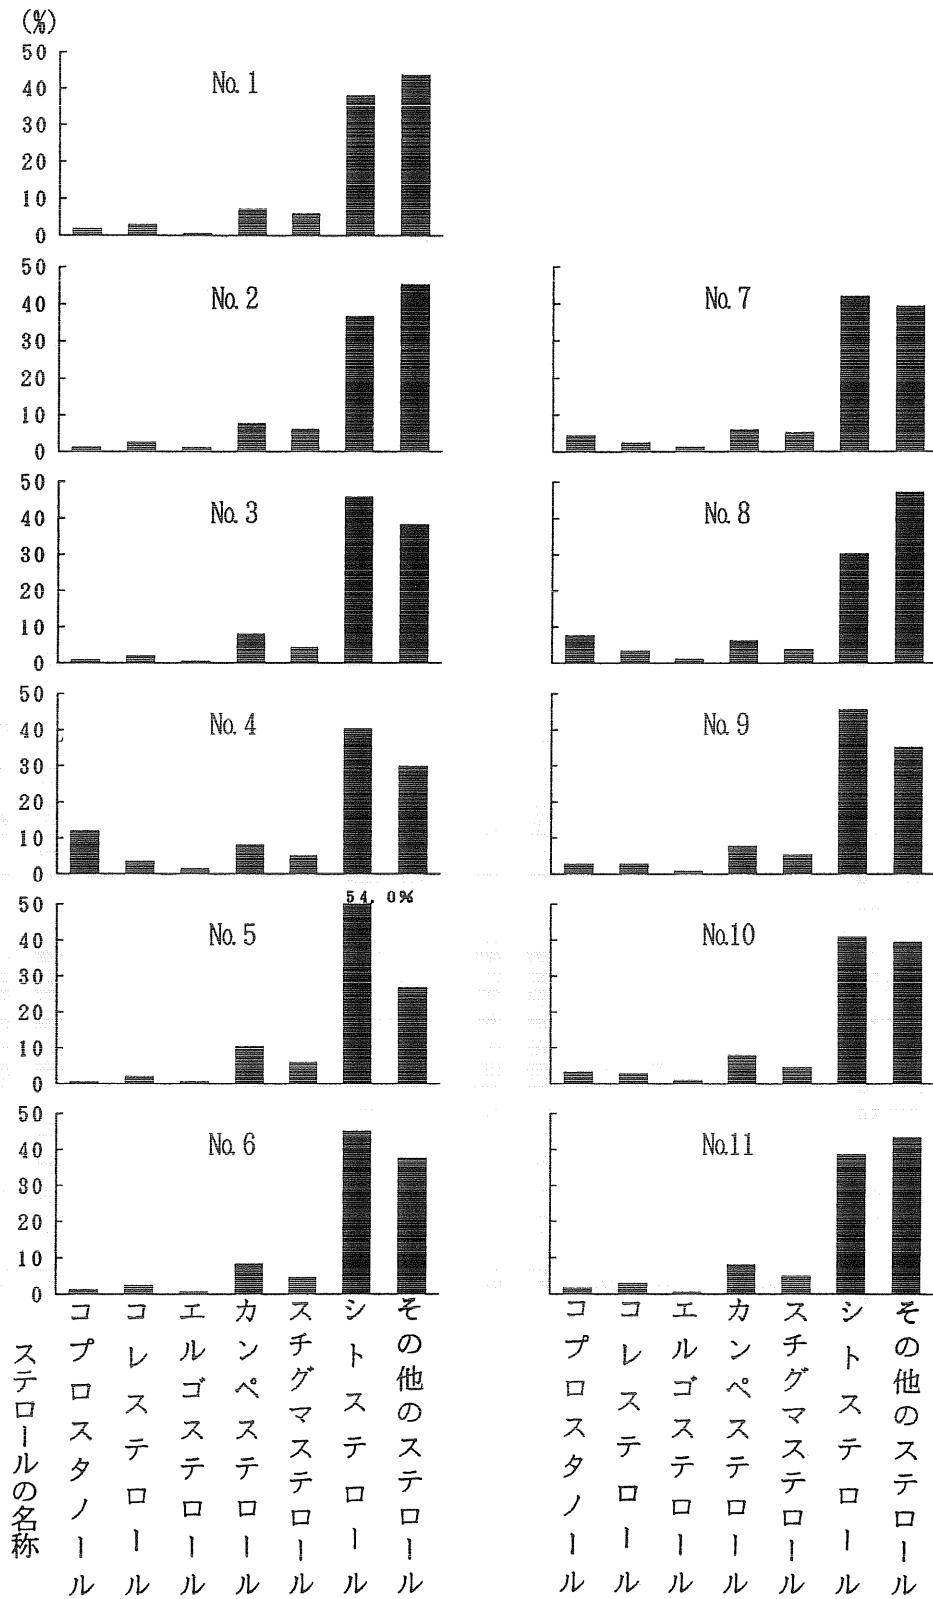 (%)
50
40
30
20
10
0
No.1
50
40
30
20
10
0
No.2
No.7
50
40
30
20
10
0
No.3
No.8
50
40
30
20
10
0
No.4
No.9
54.0%
50
40
30
20
10
0
No.5
No.10
50
40
30
20
10
0
No.6
No.11
ステロールの名称
コプロスタノール
コレステロール
エルゴステロール
カンペステロール
スチグマステロール
シトステロール
その他のステロール
コプロスタノール
コレステロール
エルゴステロール
カンペステロール
スチグマステロール
シトステロール
その他のステロール